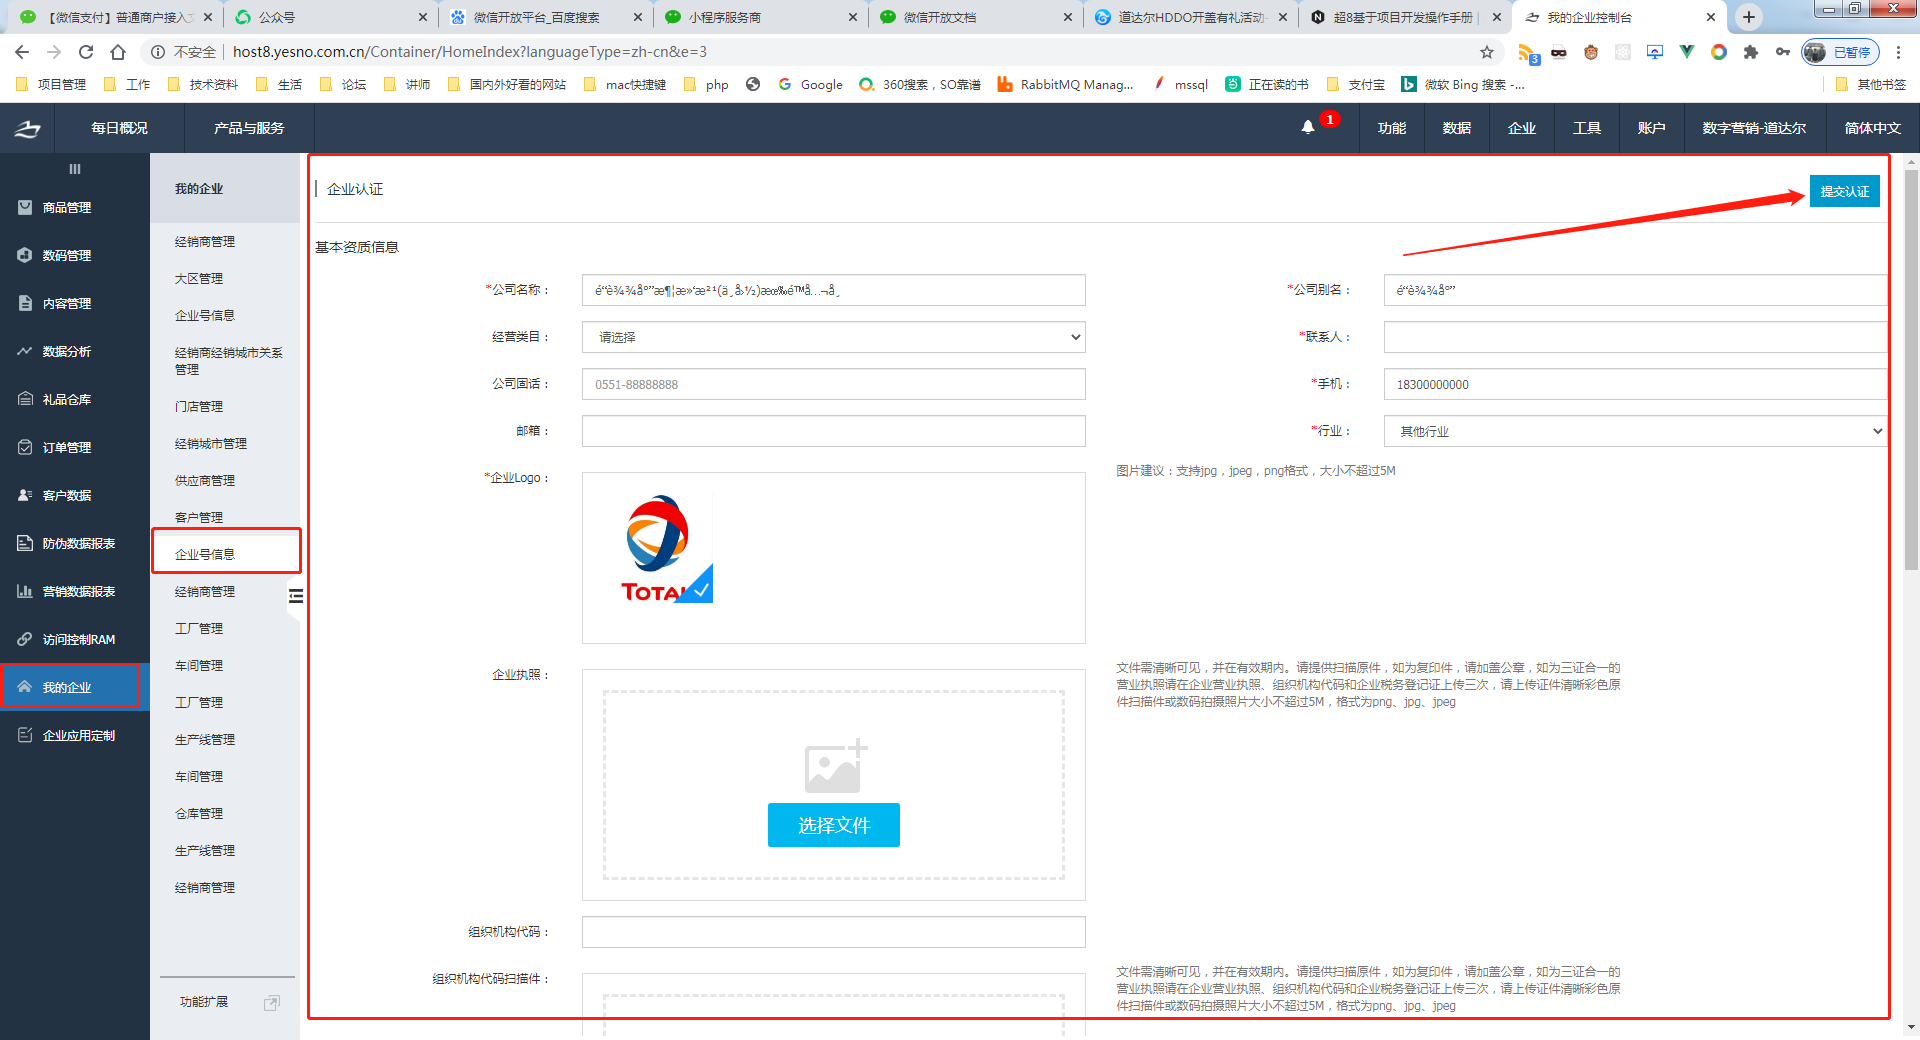 【微信支付】普通商户接入文
公众号
微信开放平台_百度搜索
小程序服务商
微信开放文档
道达尔HDDO开盖有礼活动-
超8基于项目开发操作手册 |
我的企业控制台
不安全 host8.yesno.com.cn/Container/HomeIndex?languageType=zh-cn&e=3
3
已暂停
项目管理
工作
技术资料
生活
论坛
讲师
国内外好看的网站
mac快捷键
php
Google
360搜索，SO靠谱
RabbitMQ Manag...
mssql
正在读的书
支付宝
微软 Bing 搜索 -...
其他书签
每日概况
产品与服务
1
功能
数据
企业
工具
账户
数字营销-道达尔
简体中文
商品管理
数码管理
内容管理
数据分析
礼品仓库
订单管理
客户数据
防伪数据报表
营销数据报表
访问控制RAM
我的企业
企业应用定制
我的企业
经销商管理
大区管理
企业号信息
经销商经销城市关系
管理
门店管理
经销城市管理
供应商管理
客户管理
企业号信息
经销商管理
工厂管理
车间管理
工厂管理
生产线管理
车间管理
仓库管理
生产线管理
经销商管理
功能扩展
企业认证
提交认证
基本资质信息
*公司名称：
*公司别名：
经营类目： 请选择
*联系人：
公司固话： 0551-88888888
*手机： 18300000000
邮箱：
*行业： 其他行业
*企业Logo：
TOTAL
图片建议：支持jpg，jpeg，png格式，大小不超过5M
企业执照：
选择文件
文件需清晰可见，并在有效期内。请提供扫描原件，如为复印件，请加盖公章，如为三证合一的
营业执照请在企业营业执照、组织机构代码和企业税务登记证上传三次，请上传证件清晰彩色原
件扫描件或数码拍摄照片大小不超过5M，格式为png、jpg、jpeg
组织机构代码：
组织机构代码扫描件：
文件需清晰可见，并在有效期内。请提供扫描原件，如为复印件，请加盖公章，如为三证合一的
营业执照请在企业营业执照、组织机构代码和企业税务登记证上传三次，请上传证件清晰彩色原
件扫描件或数码拍摄照片大小不超过5M，格式为png、jpg、jpeg